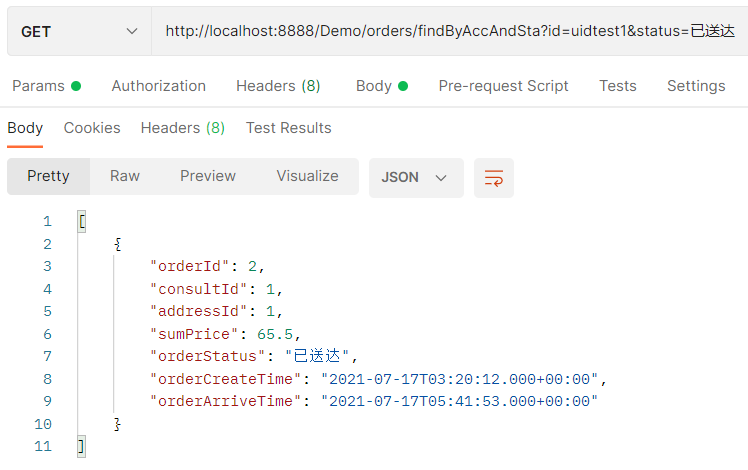 GET http://localhost:8888/Demo/orders/findByAccAndSta?id=uidtest1&status=已送达
Params Authorization Headers (8) Body Pre-request Script Tests Settings
Body Cookies Headers (8) Test Results
Pretty Raw Preview Visualize JSON
1 [
2 {
3 "orderId": 2,
4 "consultId": 1,
5 "addressId": 1,
6 "sumPrice": 65.5,
7 "orderStatus": "已送达",
8 "orderCreateTime": "2021-07-17T03:20:12.000+00:00",
9 "orderArriveTime": "2021-07-17T05:41:53.000+00:00"
10 }
11 ]